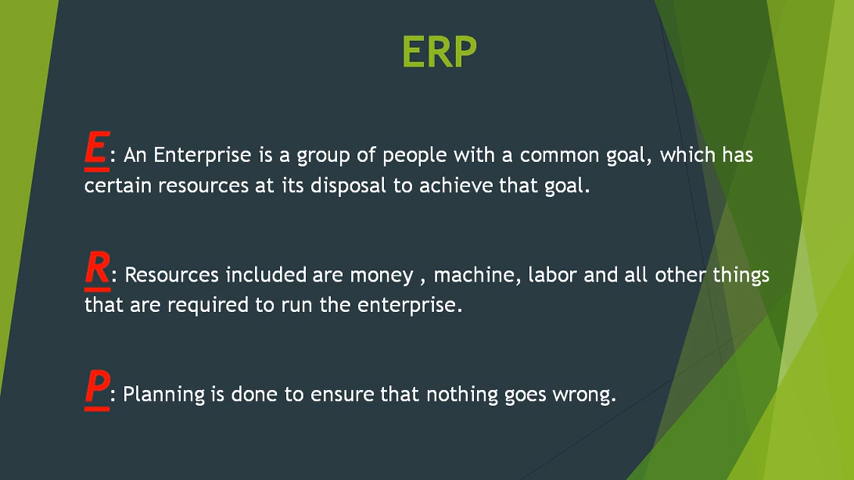 ERP
E: An Enterprise is a group of people with a common goal, which has
certain resources at its disposal to achieve that goal.
R: Resources included are money , machine, labor and all other things
that are required to run the enterprise.
P: Planning is done to ensure that nothing goes wrong.